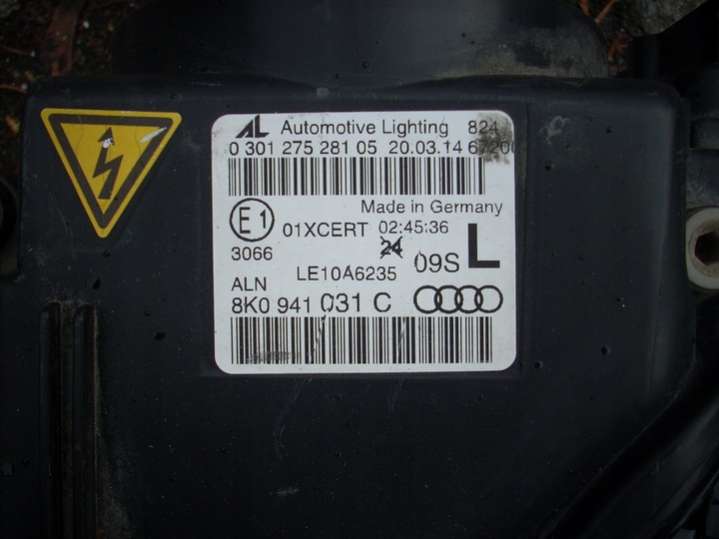 AL Automotive Lighting 824
0 301 275 281 05 20.03.14
Made in Germany
E1 01XCERT 02:45:36
24
3066 LE10A6235 09S L
ALN
8K0 941 031 C